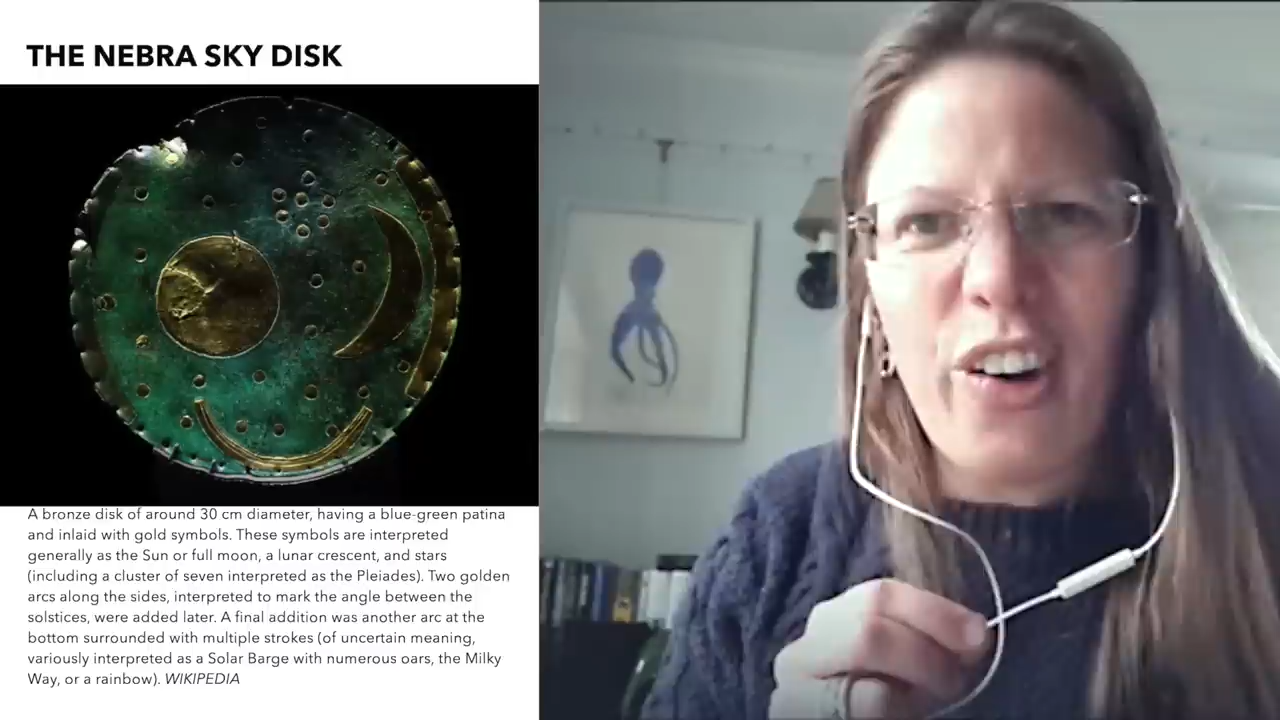 THE NEBRA SKY DISK
A bronze disk of around 30 cm diameter, having a blue-green patina
and inlaid with gold symbols. These symbols are interpreted
generally as the Sun or full moon, a lunar crescent, and stars
(including a cluster of seven interpreted as the Pleiades). Two golden
arcs along the sides, interpreted to mark the angle between the
solstices, were added later. A final addition was another arc at the
bottom surrounded with multiple strokes (of uncertain meaning,
variously interpreted as a Solar Barge with numerous oars, the Milky
Way, or a rainbow). WIKIPEDIA